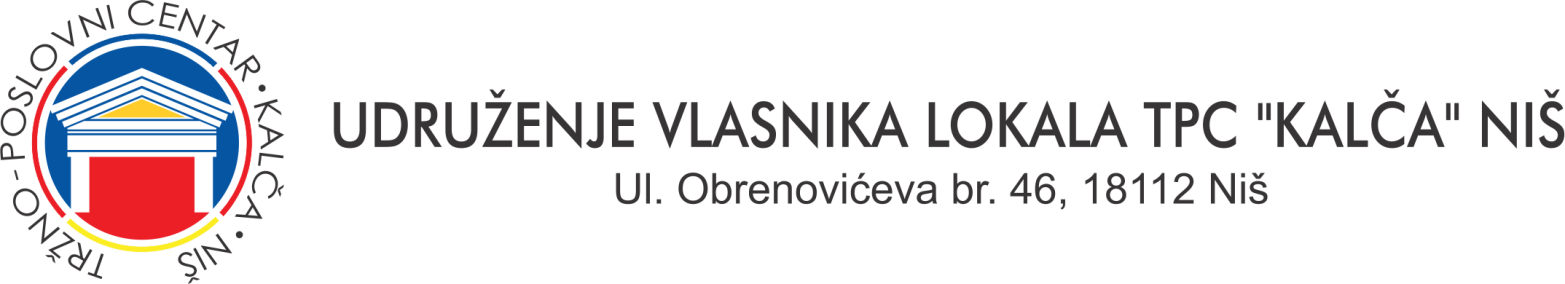 TRŽNO-POSLOVNI CENTAR • KALČA • NIŠ
UDRUŽENJE VLASNIKA LOKALA TPC "KALČA" NIŠ
Ul. Obrenovićeva br. 46, 18112 Niš